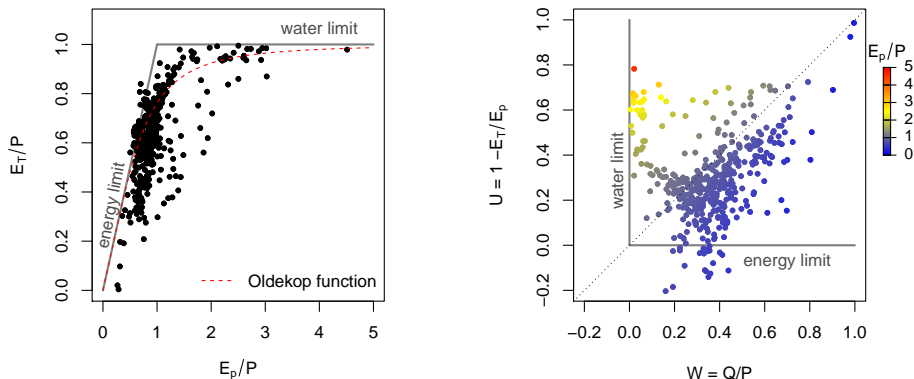 water limit
energy limit
Oldekop function
0.0
0.2
0.4
0.6
0.8
1.0
E_T/P
0 1 2 3 4 5
E_p/P
water limit
energy limit
E_p/P
5
4
3
2
1
0
−0.2
0.0
0.2
0.4
0.6
0.8
1.0
U = 1 −E_T/E_p
−0.2 0.0 0.2 0.4 0.6 0.8 1.0
W = Q/P